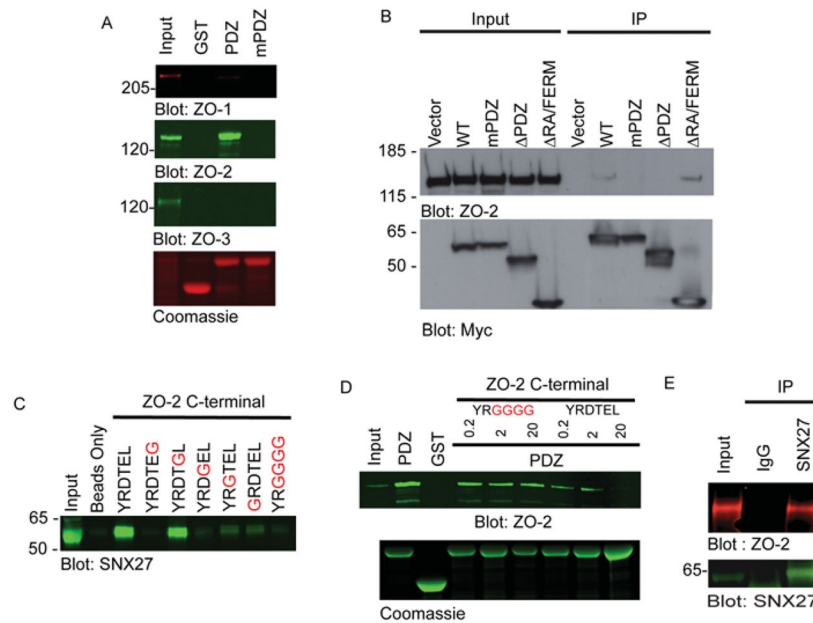 A
Input
GST
PDZ
mPDZ
205-
Blot: ZO-1
120-
Blot: ZO-2
120-
Blot: ZO-3
Coomassie
B
Input
IP
Vector
WT
mPDZ
ΔPDZ
ΔRA/FERM
Vector
WT
mPDZ
ΔPDZ
ΔRA/FERM
185-
115-
Blot: ZO-2
65-
50-
Blot: Myc
C
ZO-2 C-terminal
Input
Beads Only
YRDTEL
YRDTEG
YRDTGL
YRDGEL
YRGTEL
GRDTEL
YRGGGG
65
50
Blot: SNX27
D
ZO-2 C-terminal
YRGGGG YRDTEL
Input
PDZ
GST
0.2
2
20
0.2
2
20
PDZ
Blot: ZO-2
Coomassie
E
IP
Input
IgG
SNX27
Blot : ZO-2
65-
Blot: SNX27